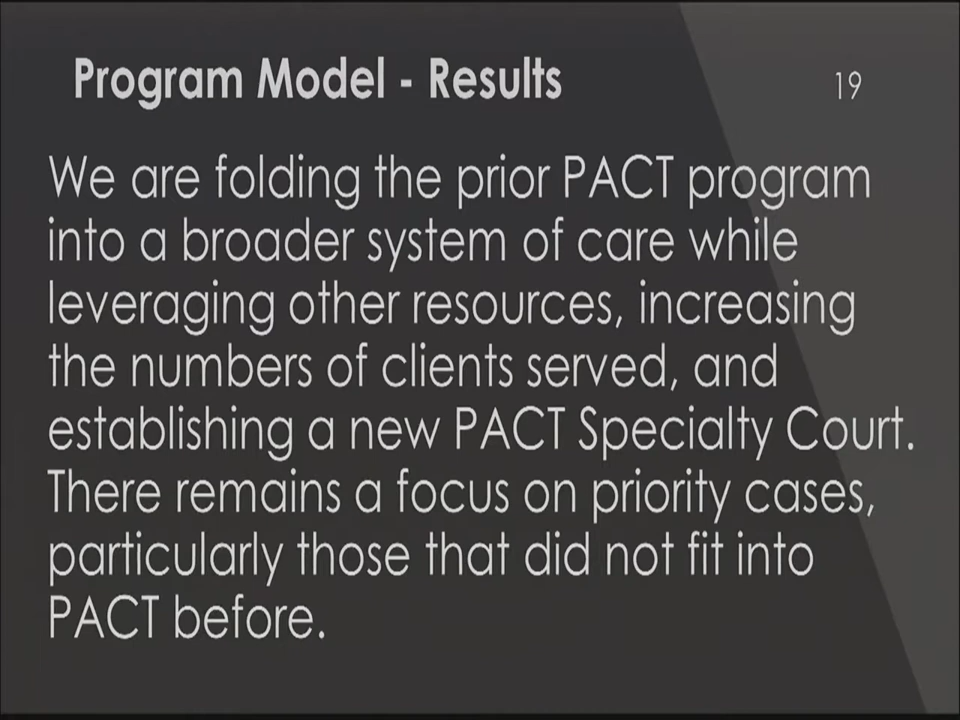 Program Model - Results
19
We are folding the prior PACT program
into a broader system of care while
leveraging other resources, increasing
the numbers of clients served, and
establishing a new PACT Specialty Court.
There remains a focus on priority cases,
particularly those that did not fit into
PACT before.